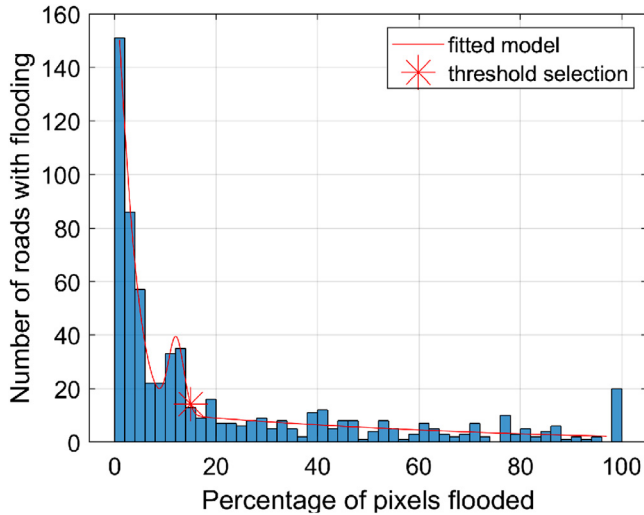 160
140
120
100
80
60
40
20
0
Number of roads with flooding
fitted model
threshold selection
0 20 40 60 80 100
Percentage of pixels flooded